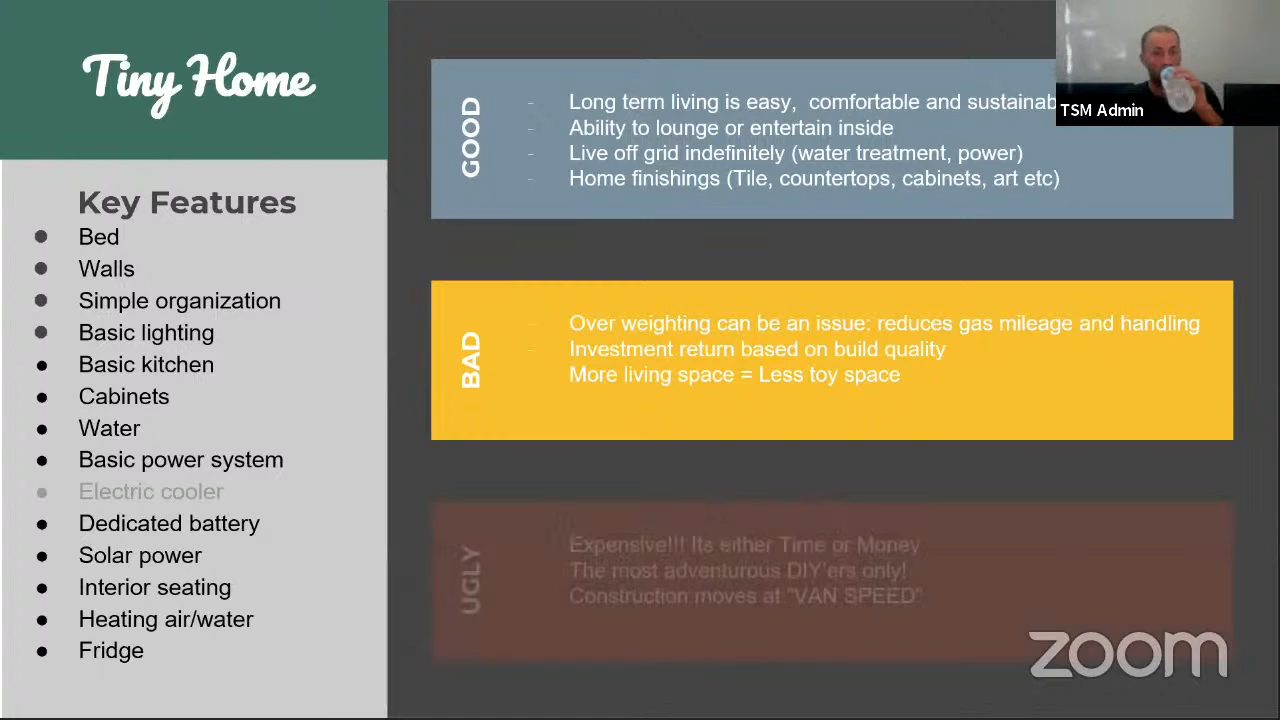 Tiny Home
Key Features
Bed
Walls
Simple organization
Basic lighting
Basic kitchen
Cabinets
Water
Basic power system
Electric cooler
Dedicated battery
Solar power
Interior seating
Heating air/water
Fridge
GOOD
- Long term living is easy, comfortable and sustainab
- Ability to lounge or entertain inside
- Live off grid indefinitely (water treatment, power)
- Home finishings (Tile, countertops, cabinets, art etc)
TSM Admin
BAD
- Over weighting can be an issue: reduces gas mileage and handling
- Investment return based on build quality
More living space = Less toy space
UGLY
Expensive!!! Its either Time or Money
The most adventurous DIY'ers only!
Construction moves at "VAN SPEED"
zoom